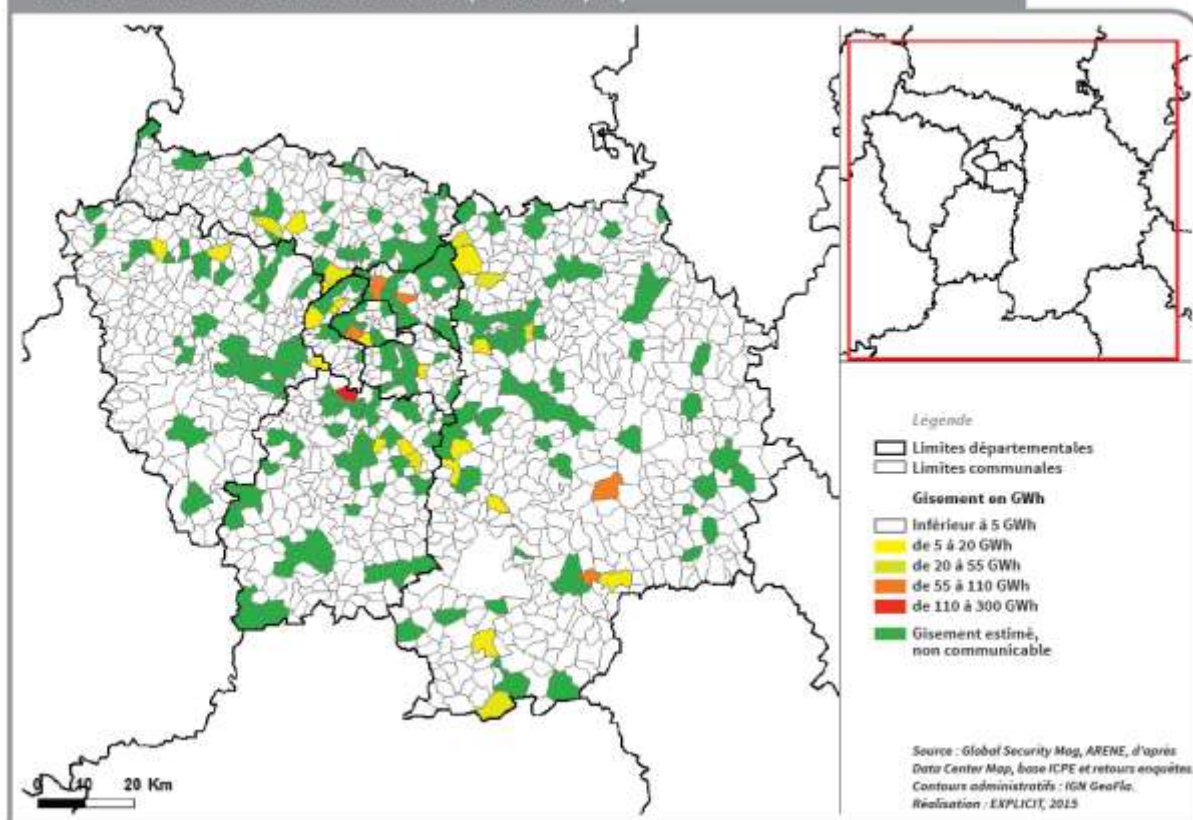 Légende
Limites départementales
Limites communales
Gisement en GWh
Inférieur à 5 GWh
de 5 à 20 GWh
de 20 à 55 GWh
de 55 à 110 GWh
de 110 à 300 GWh
Gisement estimé,
non communicable
0 10 20 Km
Source : Global Security Mag, ARENE, d'après
Data Center Map, base ICPE et retours enquêtes.
Contours administratifs : IGN GeoFla.
Réalisation : EXPLICIT, 2015